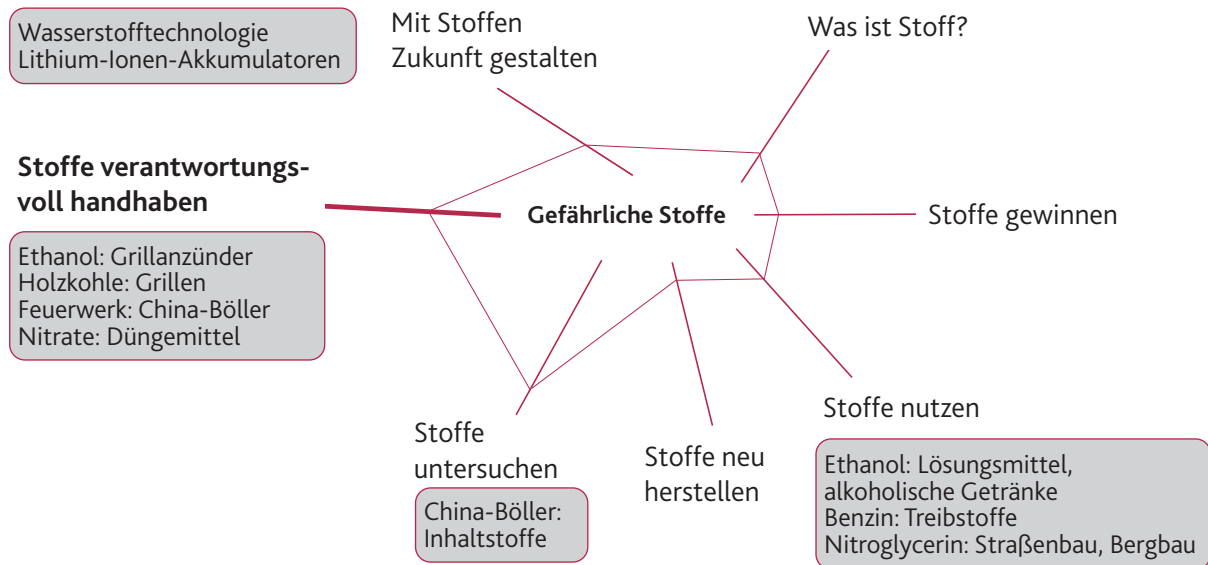 Wasserstofftechnologie
Lithium-Ionen-Akkumulatoren
Mit Stoffen
Zukunft gestalten
Was ist Stoff?
Stoffe verantwortungs-
voll handhaben
Ethanol: Grillanzünder
Holzkohle: Grillen
Feuerwerk: China-Böller
Nitrate: Düngemittel
Gefährliche Stoffe
Stoffe gewinnen
Stoffe
untersuchen
China-Böller:
Inhaltstoffe
Stoffe neu
herstellen
Stoffe nutzen
Ethanol: Lösungsmittel,
alkoholische Getränke
Benzin: Treibstoffe
Nitroglycerin: Straßenbau, Bergbau